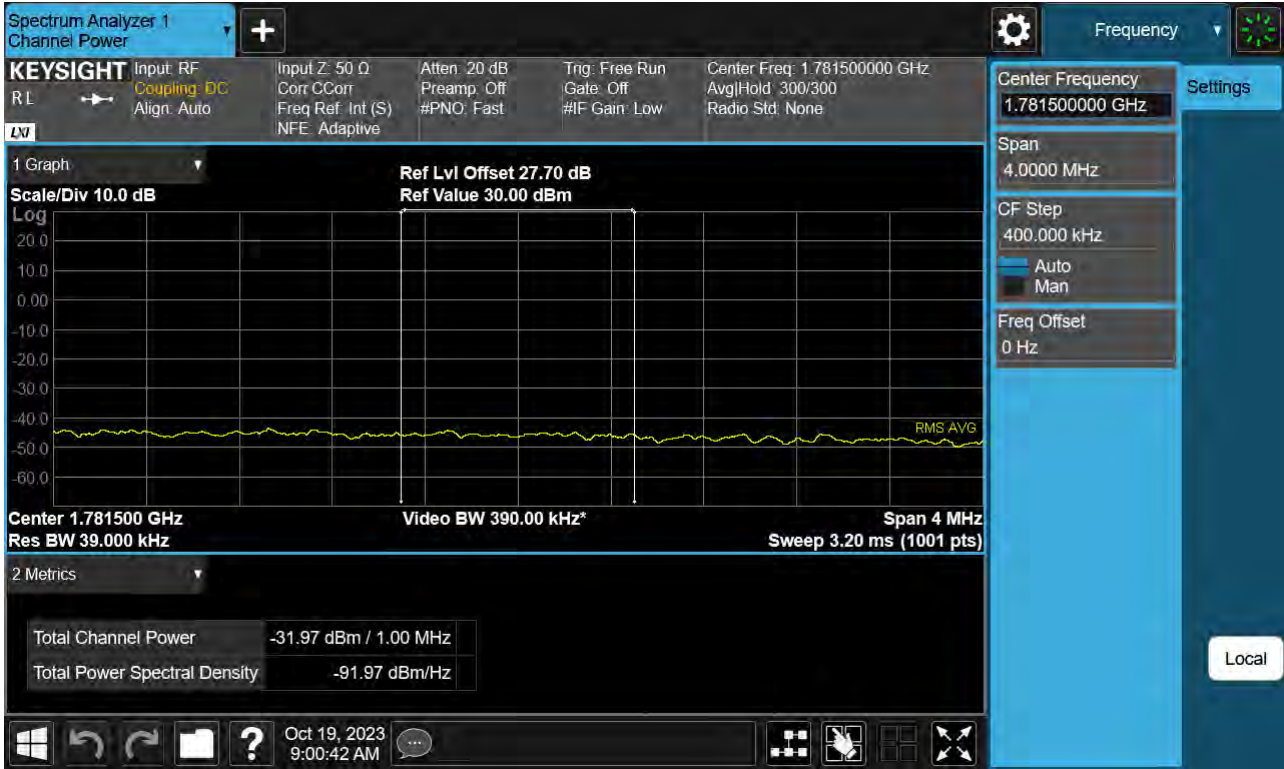 Spectrum Analyzer 1
Channel Power
Frequency
KEYSIGHT
R L
LXI
Input: RF
Coupling: DC
Align: Auto
Input Z: 50 Ω
Corr CCorr
Freq Ref: Int (S)
NFE: Adaptive
Atten: 20 dB
Preamp: Off
#PNO: Fast
Trig: Free Run
Gate: Off
#IF Gain: Low
Center Freq: 1.781500000 GHz
Avg|Hold: 300/300
Radio Std: None
Center Frequency
1.781500000 GHz
Settings
Span
4.0000 MHz
CF Step
400.000 kHz
Auto
Man
Freq Offset
0 Hz
1 Graph
Scale/Div 10.0 dB
Ref Lvl Offset 27.70 dB
Ref Value 30.00 dBm
Log
20.0
10.0
0.00
-10.0
-20.0
-30.0
-40.0
RMS AVG
-50.0
-60.0
Center 1.781500 GHz
Video BW 390.00 kHz*
Span 4 MHz
Res BW 39.000 kHz
Sweep 3.20 ms (1001 pts)
2 Metrics
Total Channel Power
-31.97 dBm / 1.00 MHz
Total Power Spectral Density
-91.97 dBm/Hz
Local
?
Oct 19, 2023
9:00:42 AM